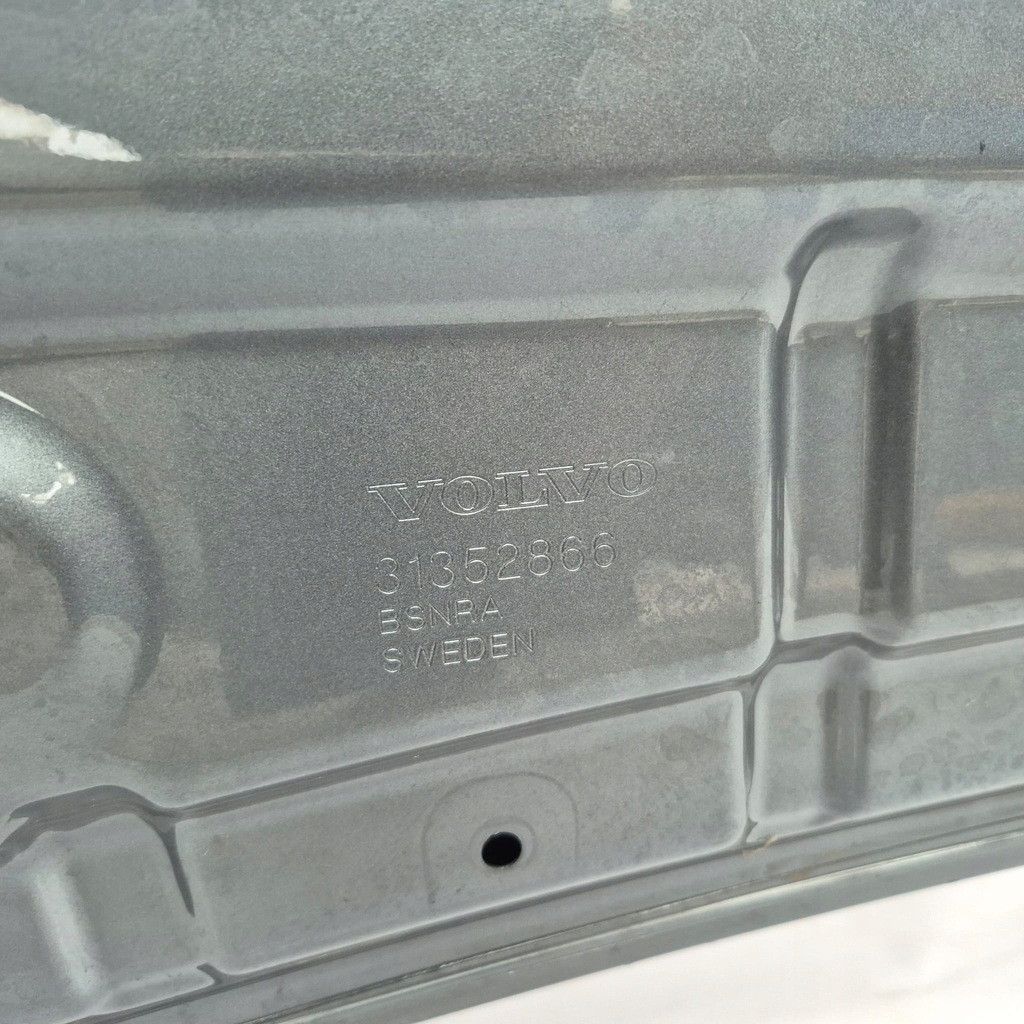 VOLVO
31352866
BSNRA
SWEDEN